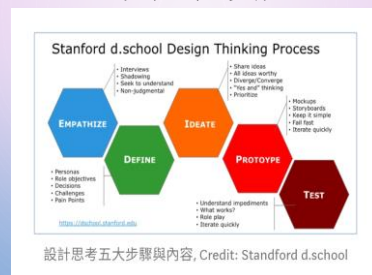 Stanford d.school Design Thinking Process
• Interviews
• Shadowing
• Seek to understand
• Non-judgmental
EMPATHIZE
• Personas
• Role objectives
• Decisions
• Challenges
• Pain Points
DEFINE
• Share ideas
• All ideas worthy
• Diverge/Converge
• "Yes and" thinking
• Prioritize
IDEATE
• Mockups
• Storyboards
• Keep it simple
• Fail fast
• Iterate quickly
PROTOYPE
• Understand impediments
• What works?
• Role play
• Iterate quickly
TEST
https://dschool.stanford.edu
設計思考五大步驟與內容, Credit: Standford d.school